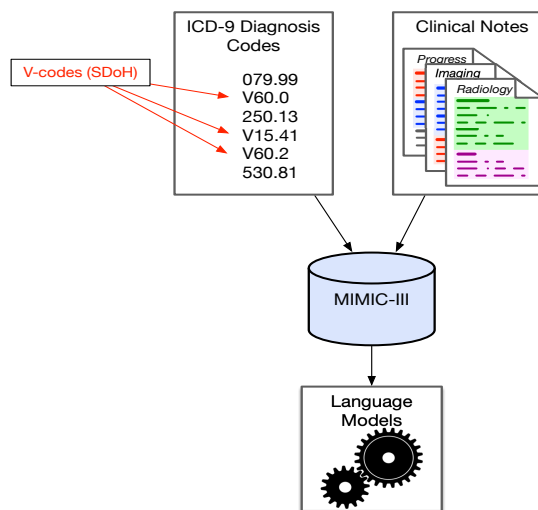 V-codes (SDoH)
ICD-9 Diagnosis
Codes
079.99
V60.0
250.13
V15.41
V60.2
530.81
Clinical Notes
Progress
Imaging
Radiology
MIMIC-III
Language
Models